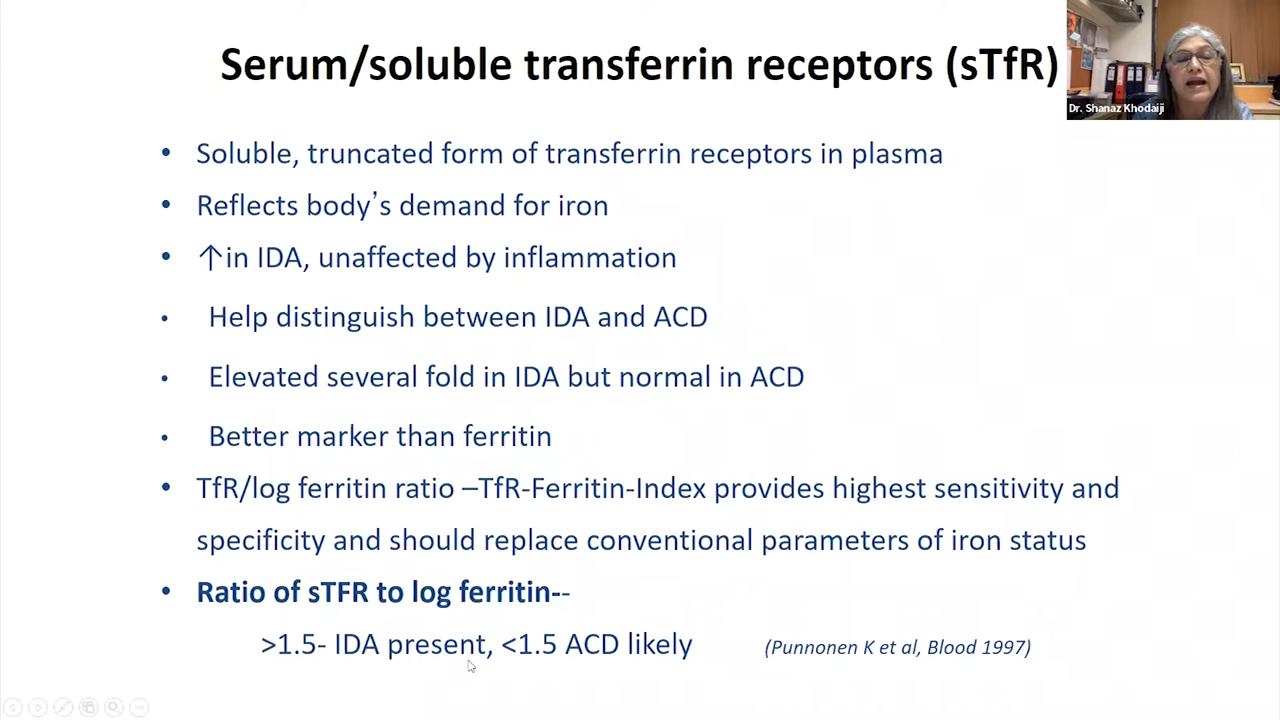 Serum/soluble transferrin receptors (sTfR)
Dr. Shanaz Khodaiji
• Soluble, truncated form of transferrin receptors in plasma
• Reflects body’s demand for iron
• ↑in IDA, unaffected by inflammation
• Help distinguish between IDA and ACD
• Elevated several fold in IDA but normal in ACD
• Better marker than ferritin
• TfR/log ferritin ratio –TfR-Ferritin-Index provides highest sensitivity and
specificity and should replace conventional parameters of iron status
• Ratio of sTFR to log ferritin--
>1.5- IDA present, <1.5 ACD likely (Punnonen K et al, Blood 1997)